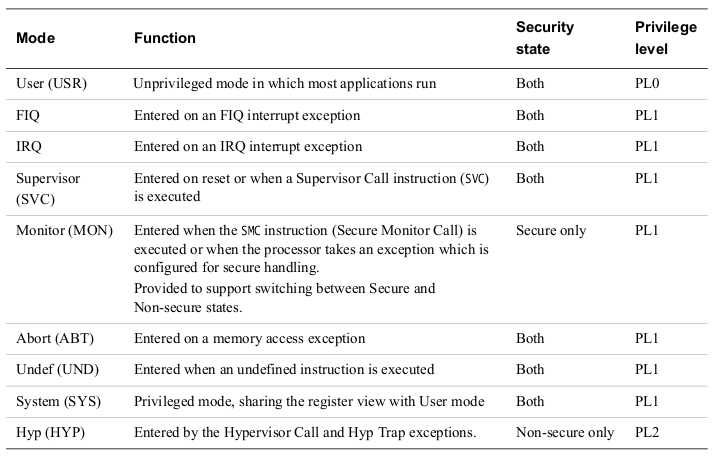 Mode Function Security state Privilege level
User (USR) Unprivileged mode in which most applications run Both PL0
FIQ Entered on an FIQ interrupt exception Both PL1
IRQ Entered on an IRQ interrupt exception Both PL1
Supervisor (SVC) Entered on reset or when a Supervisor Call instruction (SVC) Both PL1
is executed
Monitor (MON) Entered when the SMC instruction (Secure Monitor Call) is Secure only PL1
executed or when the processor takes an exception which is
configured for secure handling.
Provided to support switching between Secure and
Non-secure states.
Abort (ABT) Entered on a memory access exception Both PL1
Undef (UND) Entered when an undefined instruction is executed Both PL1
System (SYS) Privileged mode, sharing the register view with User mode Both PL1
Hyp (HYP) Entered by the Hypervisor Call and Hyp Trap exceptions. Non-secure only PL2